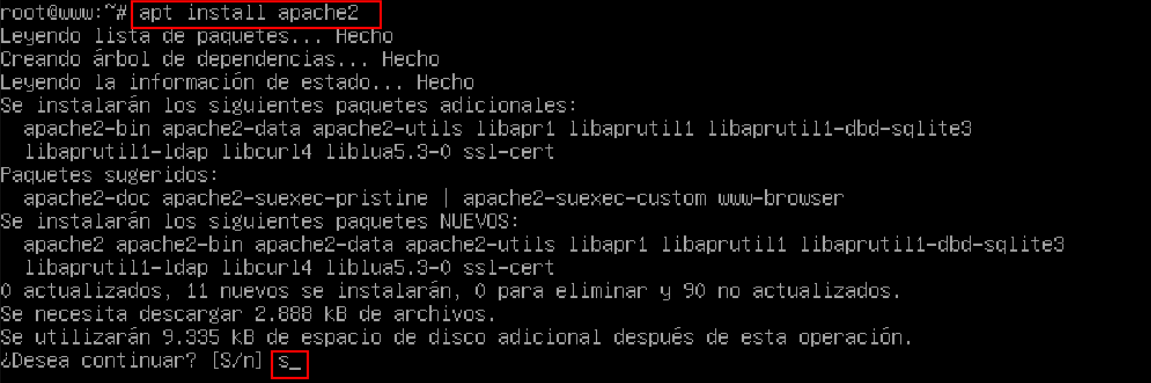 root@www:~# apt install apache2
Leyendo lista de paquetes... Hecho
Creando árbol de dependencias... Hecho
Leyendo la información de estado... Hecho
Se instalarán los siguientes paquetes adicionales:
apache2-bin apache2-data apache2-utils libapr1 libaprutil1 libaprutil1-dbd-sqlite3
libaprutil1-ldap libcurl4 liblua5.3-0 ssl-cert
Paquetes sugeridos:
apache2-doc apache2-suexec-pristine | apache2-suexec-custom www-browser
Se instalarán los siguientes paquetes NUEVOS:
apache2 apache2-bin apache2-data apache2-utils libapr1 libaprutil1 libaprutil1-dbd-sqlite3
libaprutil1-ldap libcurl4 liblua5.3-0 ssl-cert
0 actualizados, 11 nuevos se instalarán, 0 para eliminar y 90 no actualizados.
Se necesita descargar 2.888 kB de archivos.
Se utilizarán 9.335 kB de espacio de disco adicional después de esta operación.
¿Desea continuar? [S/n] s_